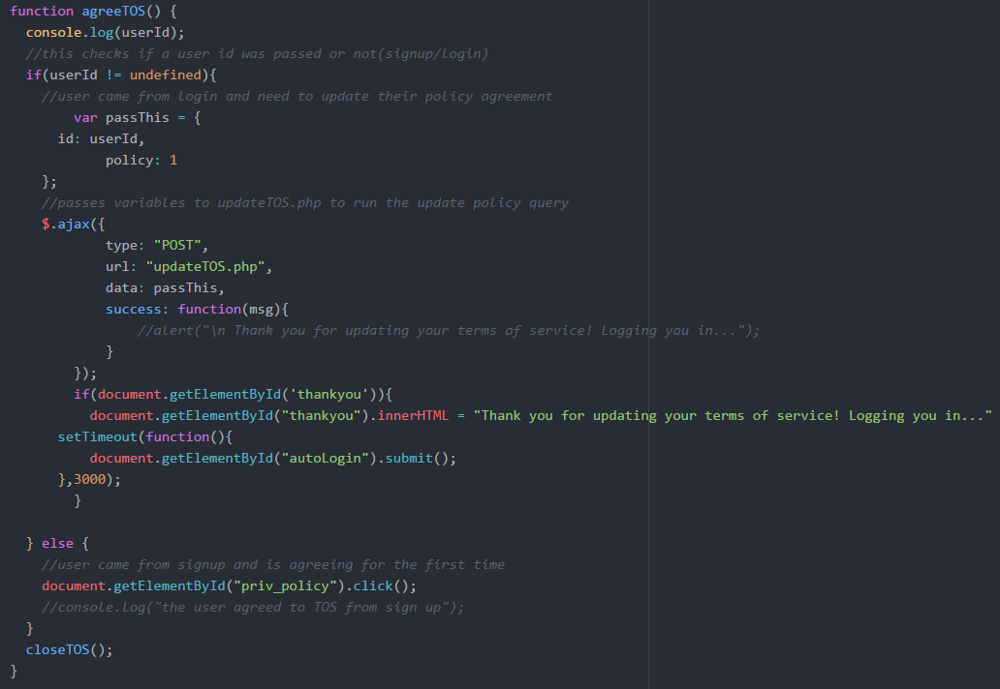 function agreeTOS() {
  console.log(userId);
  //this checks if a user id was passed or not(signup/login)
  if(userId != undefined){
    //user came from login and need to update their policy agreement
        var passThis = {
      id: userId,
            policy: 1
    };
    //passes variables to updateTOS.php to run the update policy query
    $.ajax({
            type: "POST",
            url: "updateTOS.php",
            data: passThis,
            success: function(msg){
                //alert("\n Thank you for updating your terms of service! Logging you in...");
            }
        });
        if(document.getElementById('thankyou')){
          document.getElementById("thankyou").innerHTML = "Thank you for updating your terms of service! Logging you in..."
      setTimeout(function(){
          document.getElementById("autoLogin").submit();
      },3000);
        }

  } else {
    //user came from signup and is agreeing for the first time
    document.getElementById("priv_policy").click();
    //console.log("the user agreed to TOS from sign up");
  }
  closeTOS();
}